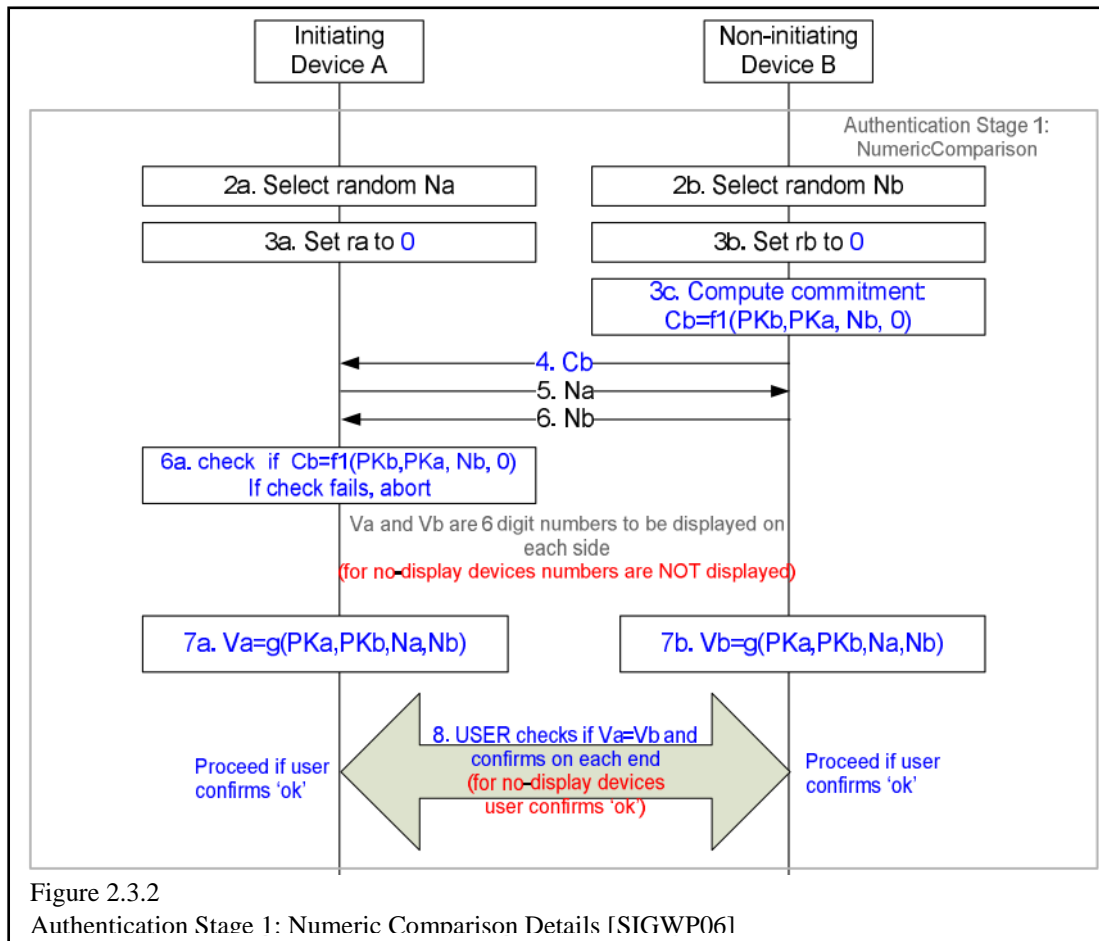 Initiating
Device A
Non-initiating
Device B
Authentication Stage 1:
NumericComparison
2a. Select random Na
2b. Select random Nb
3a. Set ra to 0
3b. Set rb to 0
3c. Compute commitment:
Cb=f1(PKb,PKa, Nb, 0)
4. Cb
5. Na
6. Nb
6a. check if Cb=f1(PKb,PKa, Nb, 0)
If check fails, abort
Va and Vb are 6 digit numbers to be displayed on
each side
(for no-display devices numbers are NOT displayed)
7a. Va=g(PKa,PKb,Na,Nb)
7b. Vb=g(PKa,PKb,Na,Nb)
8. USER checks if Va=Vb and
confirms on each end
(for no-display devices
user confirms ‘ok’)
Proceed if user
confirms ‘ok’
Proceed if user
confirms ‘ok’
Figure 2.3.2
Authentication Stage 1: Numeric Comparison Details [SIGWP06]